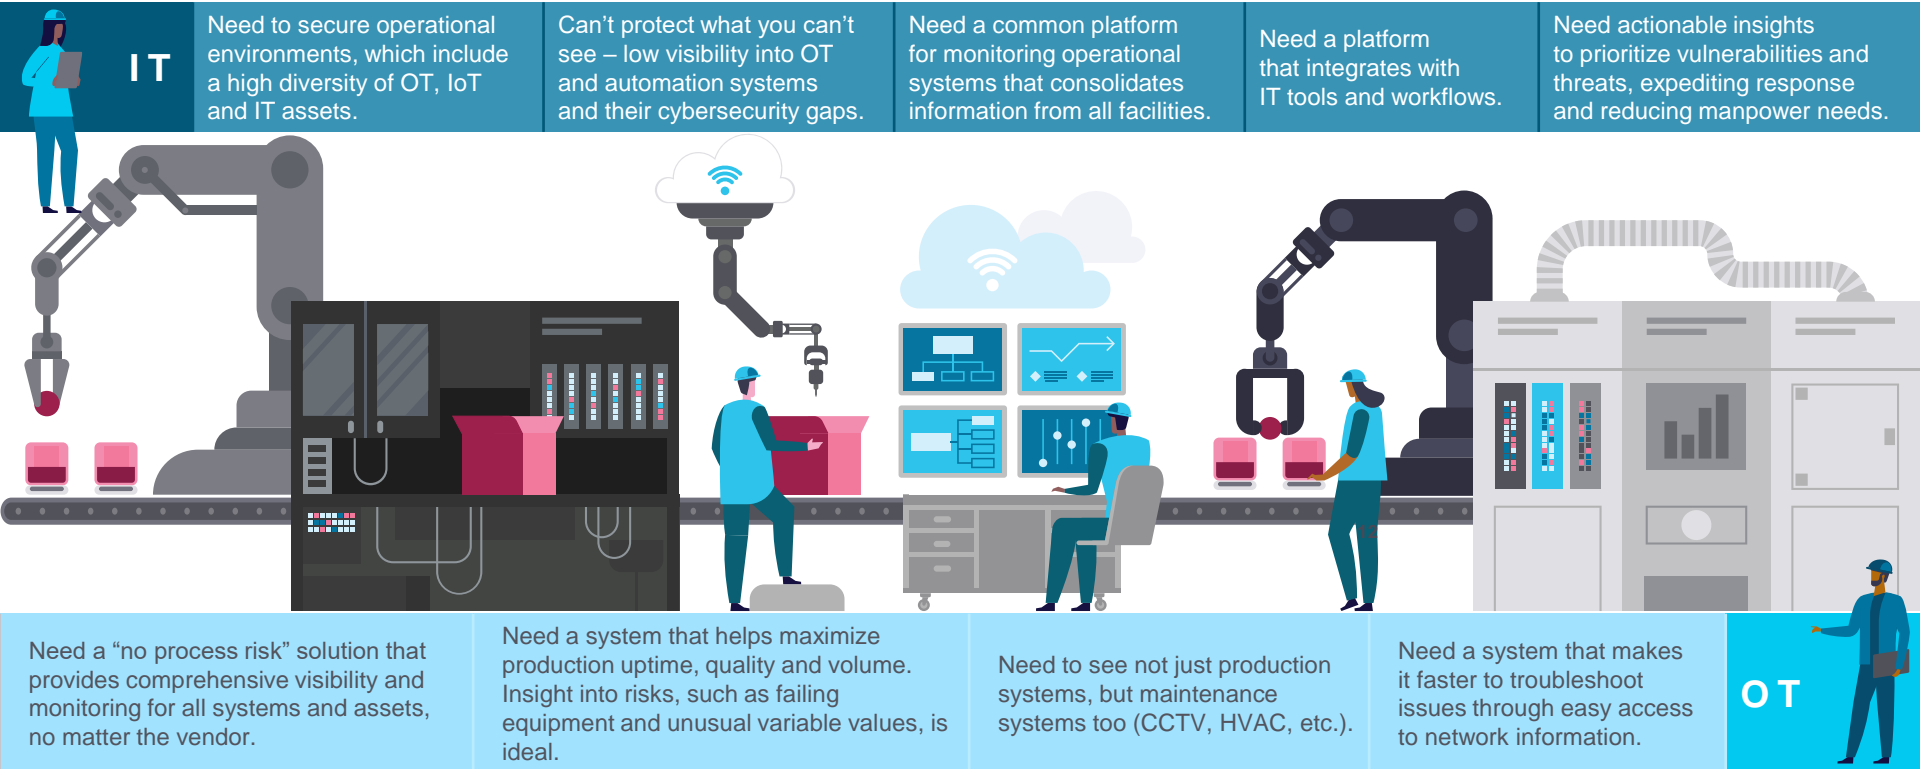 IT
Need to secure operational
environments, which include
a high diversity of OT, IoT
and IT assets.
Can't protect what you can't
see – low visibility into OT
and automation systems
and their cybersecurity gaps.
Need a common platform
for monitoring operational
systems that consolidates
information from all facilities.
Need a platform
that integrates with
IT tools and workflows.
Need actionable insights
to prioritize vulnerabilities and
threats, expediting response
and reducing manpower needs.
12
Need a “no process risk” solution that
provides comprehensive visibility and
monitoring for all systems and assets,
no matter the vendor.
Need a system that helps maximize
production uptime, quality and volume.
Insight into risks, such as failing
equipment and unusual variable values, is
ideal.
Need to see not just production
systems, but maintenance
systems too (CCTV, HVAC, etc.).
Need a system that makes
it faster to troubleshoot
issues through easy access
to network information.
OT